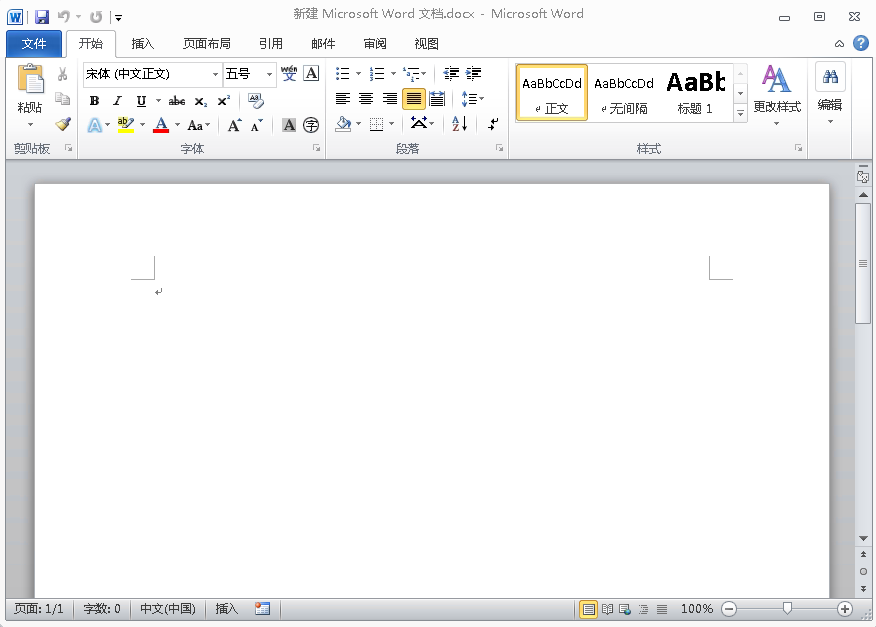 新建 Microsoft Word 文档.docx - Microsoft Word
文件 开始 插入 页面布局 引用 邮件 审阅 视图
宋体 (中文正文) 五号 wén A
粘贴
B I U abc x₂ x² AB
A ab A Aa A A A 字
AaBbCcDd AaBbCcDd AaBb
正文 无间隔 标题 1
更改样式
编辑
剪贴板 字体 段落 样式
页面: 1/1 字数: 0 中文(中国) 插入 100%